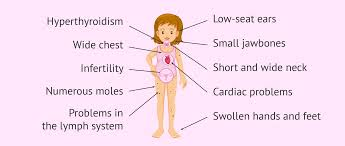 Hyperthyroidism
Wide chest
Infertility
Numerous moles
Problems in
the lymph system
Low-seat ears
Small jawbones
Short and wide neck
Cardiac problems
Swollen hands and feet